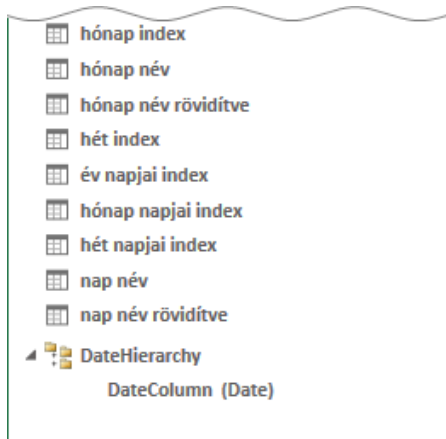 hónap index
hónap név
hónap név rövidítve
hét index
év napjai index
hónap napjai index
hét napjai index
nap név
nap név rövidítve
DateHierarchy
DateColumn (Date)